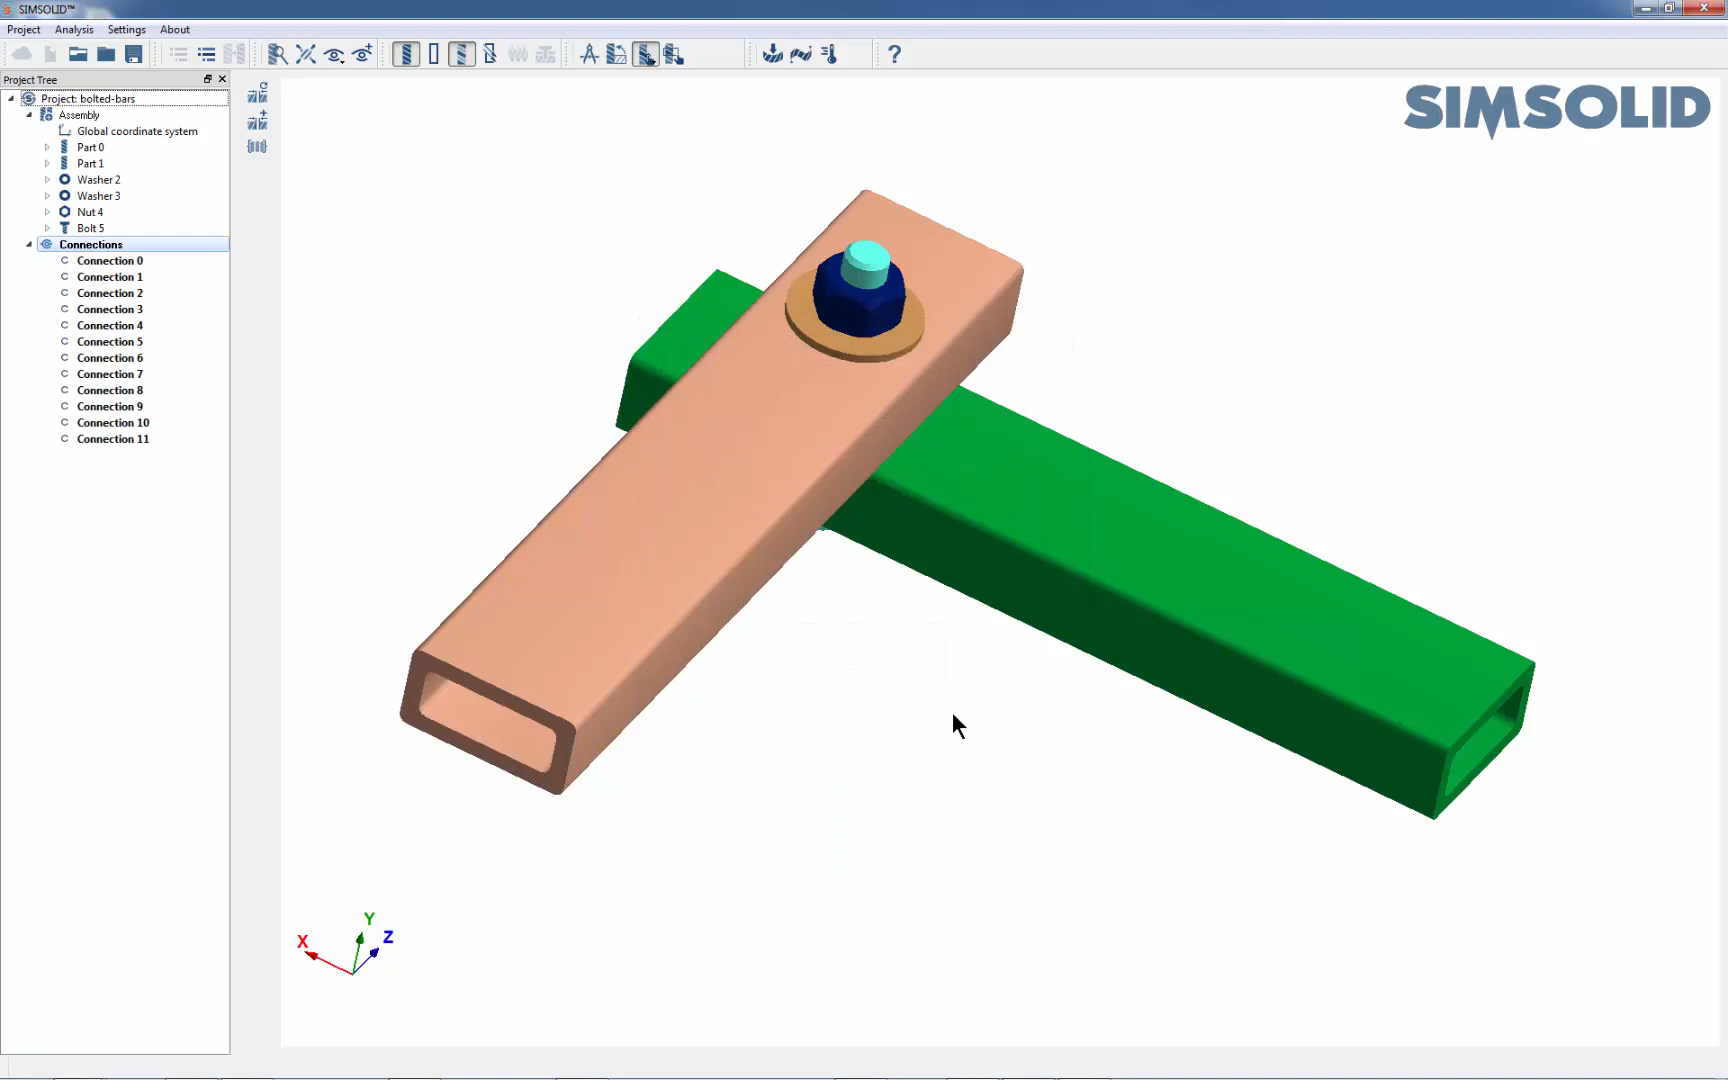 SIMSOLID™
Project Analysis Settings About
Project Tree
Project: bolted-bars
Assembly
Global coordinate system
Part 0
Part 1
Washer 2
Washer 3
Nut 4
Bolt 5
Connections
Connection 0
Connection 1
Connection 2
Connection 3
Connection 4
Connection 5
Connection 6
Connection 7
Connection 8
Connection 9
Connection 10
Connection 11
SIMSOLID
Y
X
Z